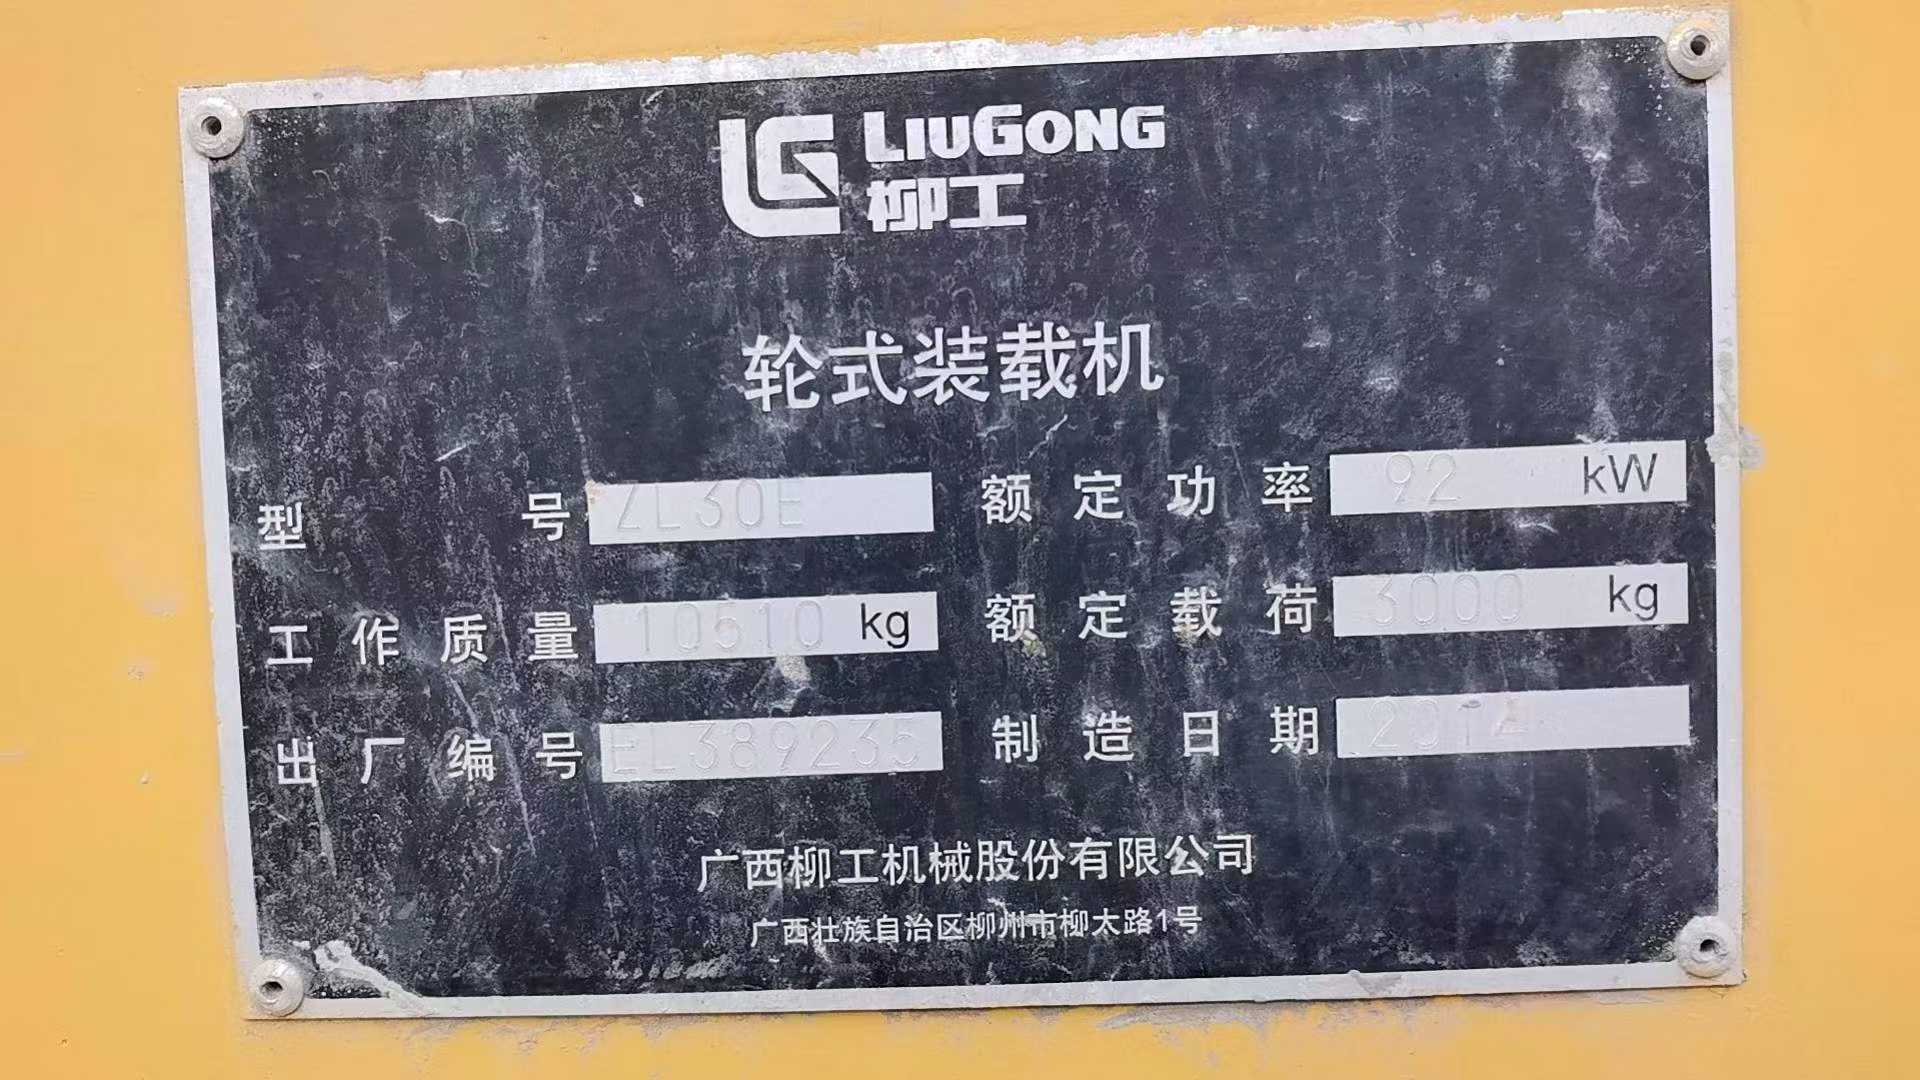 LG LIUGONG
柳工
轮式装载机
型号 ZL30E 额定功率 92 kW
工作质量 10510 kg 额定载荷 3000 kg
出厂编号 EL389235 制造日期 2014
广西柳工机械股份有限公司
广西壮族自治区柳州市柳太路1号